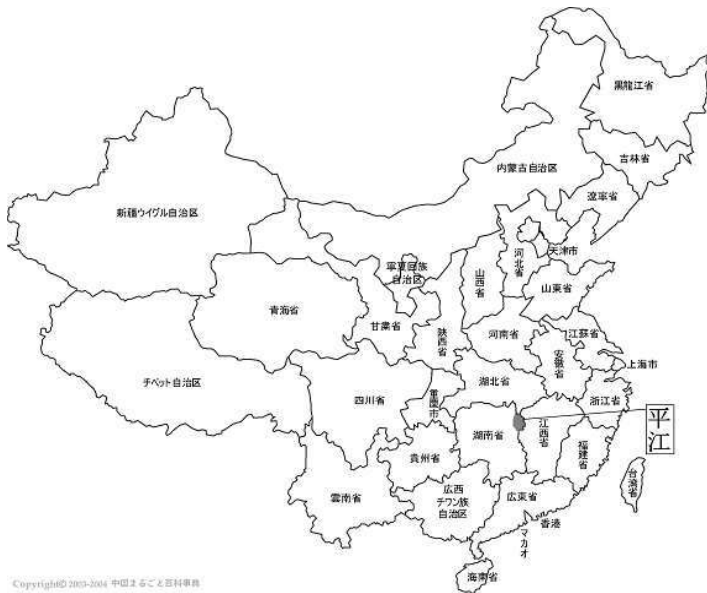 黒龍江省
吉林省
内蒙古自治区
遼寧省
新疆ウイグル自治区
天津市
河北省
寧夏回族
自治区
山西省
山東省
青海省
甘粛省
陝西省
河南省
江蘇省
安徽省
上海市
チベット自治区
四川省
重慶市
湖北省
浙江省
平江
湖南省
江西省
福建省
貴州省
台湾省
雲南省
広西
チワン族
自治区
広東省
香港
マカオ
海南省
Copyright© 2003-2004 中国まるごと百科事典